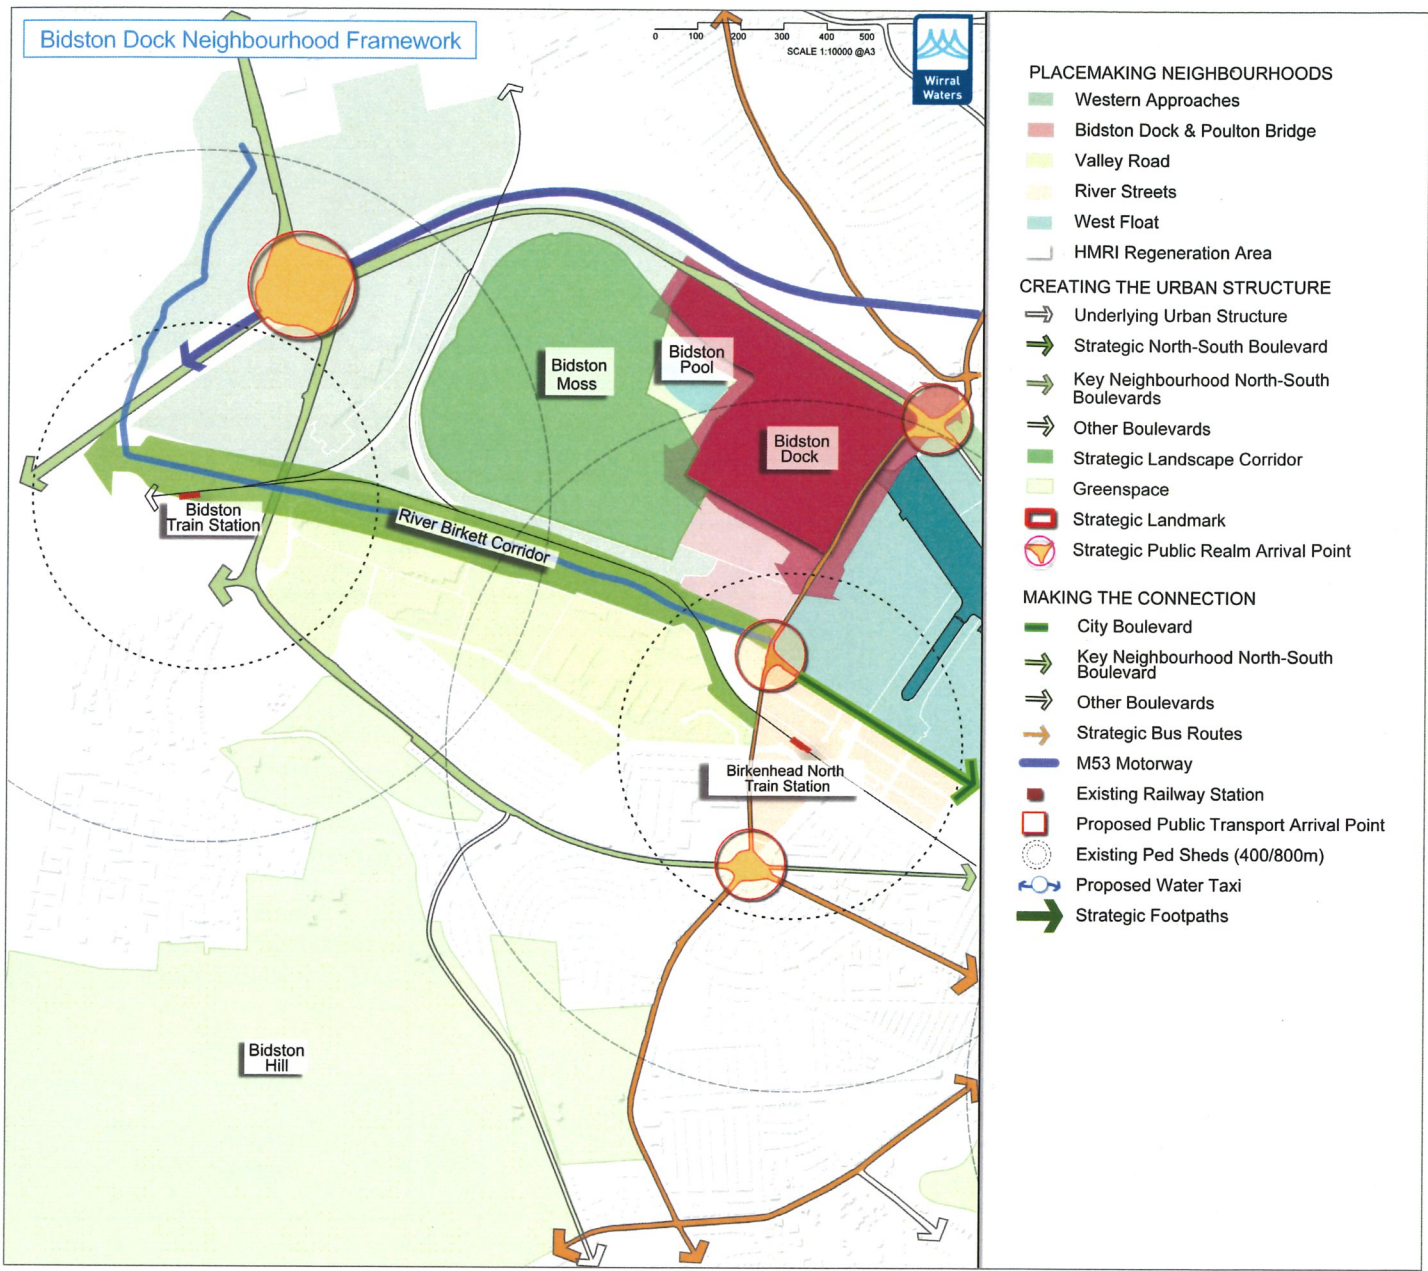 Bidston Dock Neighbourhood Framework
0 100 200 300 400 500
SCALE 1:10000 @A3
Wirral
Waters
Bidston
Moss
Bidston
Pool
Bidston
Dock
Bidston
Train Station
River Birkett Corridor
Birkenhead North
Train Station
Bidston
Hill
PLACEMAKING NEIGHBOURHOODS
Western Approaches
Bidston Dock & Poulton Bridge
Valley Road
River Streets
West Float
HMRI Regeneration Area
CREATING THE URBAN STRUCTURE
Underlying Urban Structure
Strategic North-South Boulevard
Key Neighbourhood North-South
Boulevards
Other Boulevards
Strategic Landscape Corridor
Greenspace
Strategic Landmark
Strategic Public Realm Arrival Point
MAKING THE CONNECTION
City Boulevard
Key Neighbourhood North-South
Boulevard
Other Boulevards
Strategic Bus Routes
M53 Motorway
Existing Railway Station
Proposed Public Transport Arrival Point
Existing Ped Sheds (400/800m)
Proposed Water Taxi
Strategic Footpaths